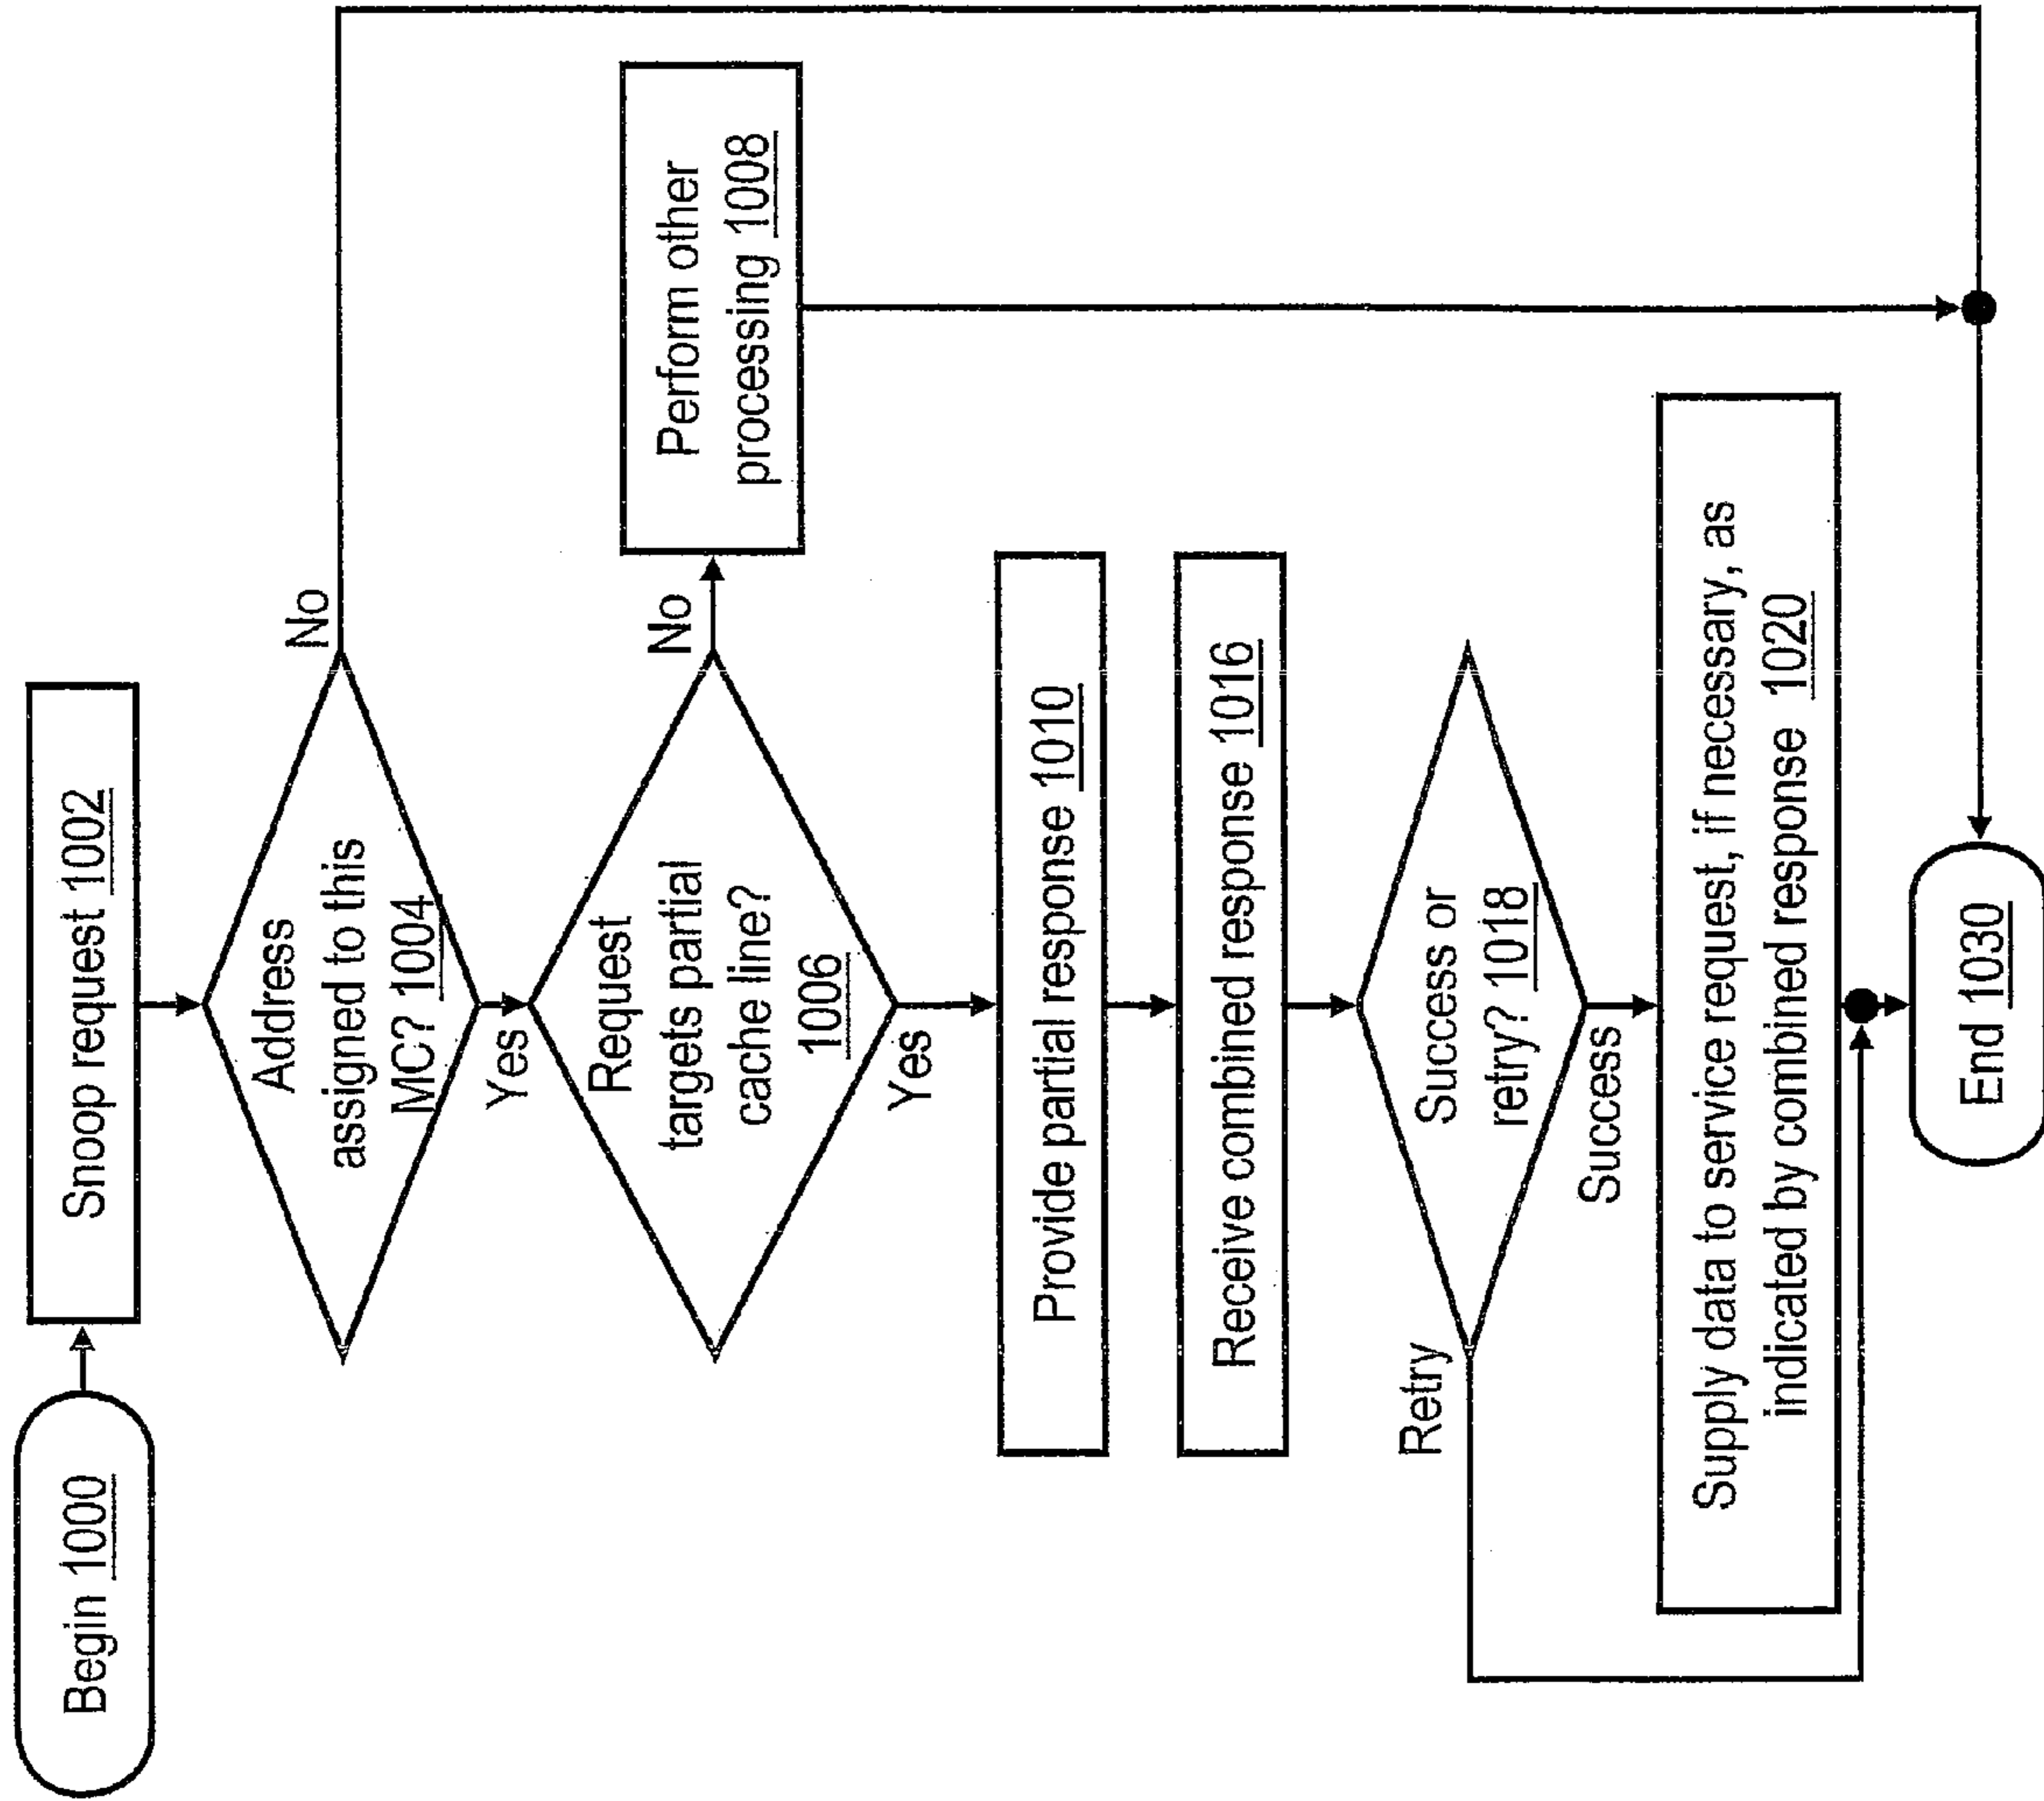 Begin 1000
Snoop request 1002
Address
assigned to this
MC? 1004
No
Yes
Request
targets partial
cache line?
1006
No
Perform other
processing 1008
Yes
Provide partial response 1010
Receive combined response 1016
Success or
retry? 1018
Retry
Success
Supply data to service request, if necessary, as
indicated by combined response 1020
End 1030